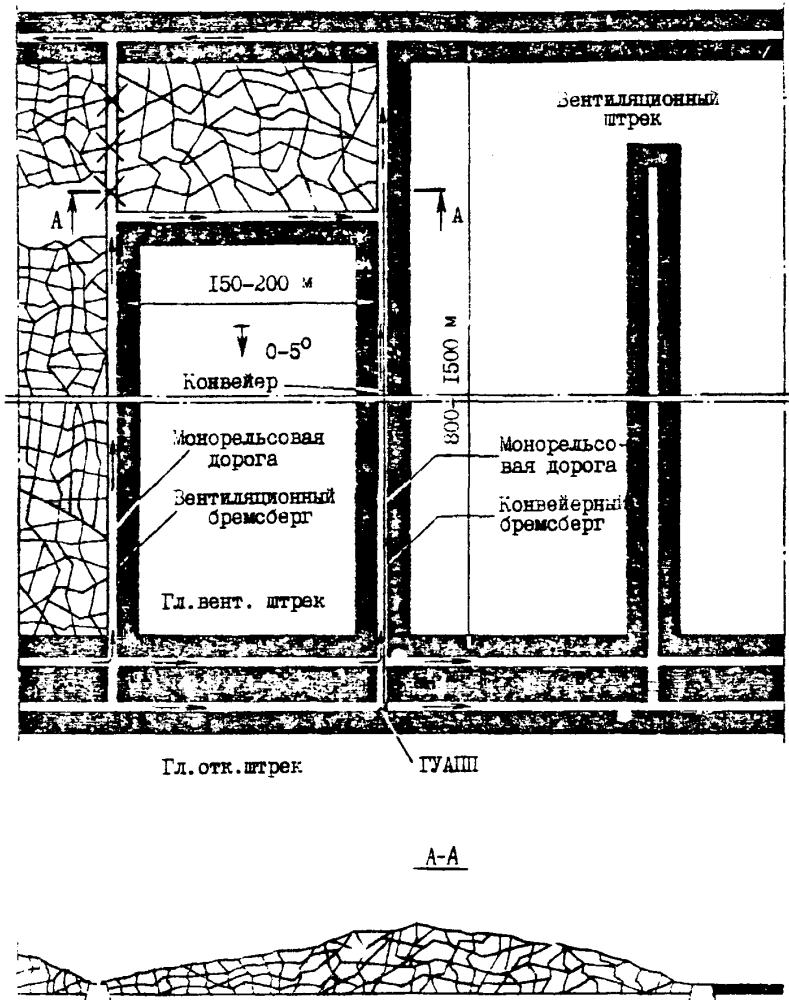 Вентиляционный
штрек
А
А
150-200 м
0-5°
Конвейер
800-1500 м
Монорельсовая
дорога
Вентиляционный
бремсберг
Монорельсо-
вая дорога
Конвейерный
бремсберг
Гл.вент. штрек
Гл.отк.штрек
ГУАПП
А-А